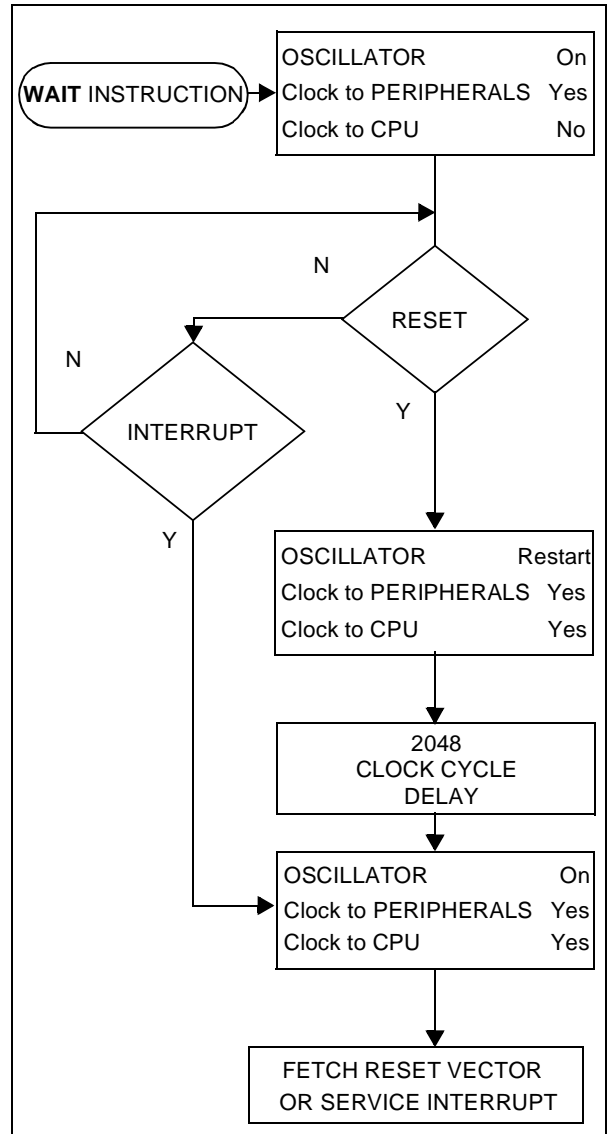 OSCILLATOR On
WAIT INSTRUCTION
Clock to PERIPHERALS Yes
Clock to CPU No
N
RESET
N
INTERRUPT
Y
Y
OSCILLATOR Restart
Clock to PERIPHERALS Yes
Clock to CPU Yes
2048
CLOCK CYCLE
DELAY
OSCILLATOR On
Clock to PERIPHERALS Yes
Clock to CPU Yes
FETCH RESET VECTOR
OR SERVICE INTERRUPT